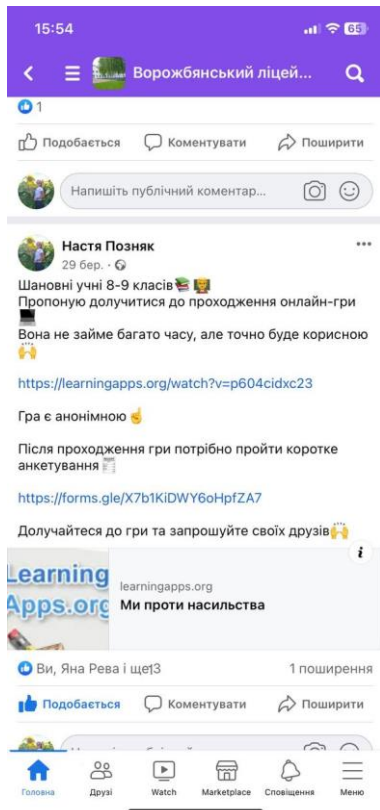 15:54
65
Ворожбянський ліцей...
1
Подобається Коментувати Поширити
Напишіть публічний коментар...
Настя Позняк
29 бер. ·
Шановні учні 8-9 класів
Пропоную долучитися до проходження онлайн-гри
Вона не займе багато часу, але точно буде корисною
https://learningapps.org/watch?v=p604cidxc23
Гра є анонімною
Після проходження гри потрібно пройти коротке
анкетування
https://forms.gle/X7b1KiDWY6oHpfZA7
Долучайтеся до гри та запрошуйте своїх друзів
Learning
Apps.org
learningapps.org
Ми проти насильства
Ви, Яна Рева і ще 13 1 поширення
Подобається Коментувати Поширити
Головна Друзі Watch Marketplace Сповіщення Меню